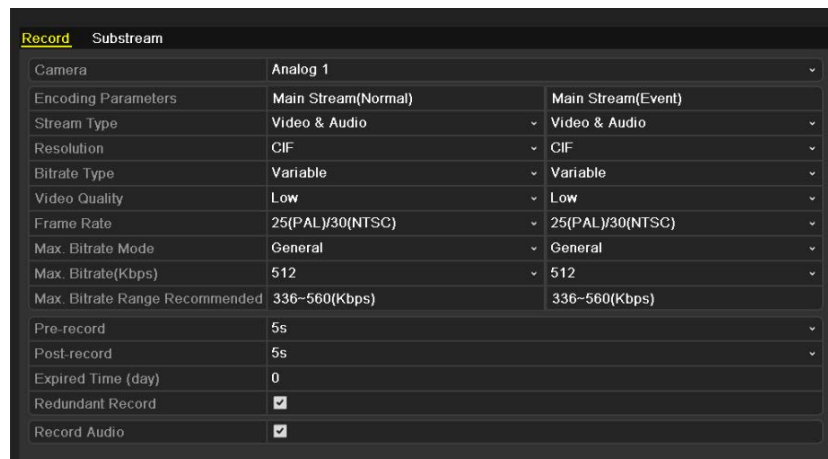 Record Substream
Camera Analog 1
Encoding Parameters Main Stream(Normal) Main Stream(Event)
Stream Type Video & Audio Video & Audio
Resolution CIF CIF
Bitrate Type Variable Variable
Video Quality Low Low
Frame Rate 25(PAL)/30(NTSC) 25(PAL)/30(NTSC)
Max. Bitrate Mode General General
Max. Bitrate(Kbps) 512 512
Max. Bitrate Range Recommended 336~560(Kbps) 336~560(Kbps)
Pre-record 5s
Post-record 5s
Expired Time (day) 0
Redundant Record
Record Audio